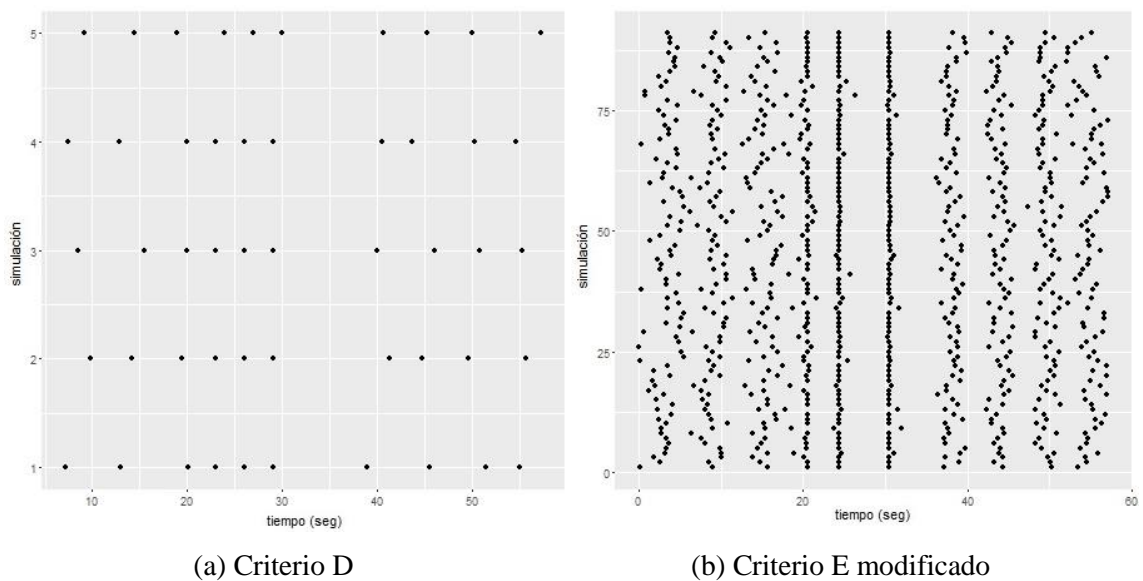 5
4
3
2
1
simulación
10 20 30 40 50
tiempo (seg)
(a) Criterio D
75
50
25
0
simulación
0 20 40 60
tiempo (seg)
(b) Criterio E modificado